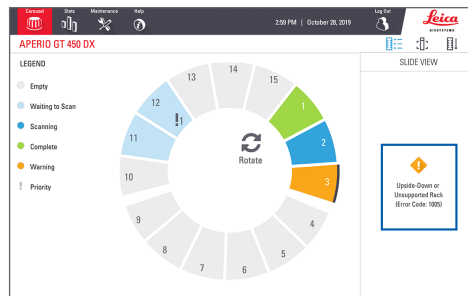 Carousel
Stats
Maintenance
Help
2:59 PM | October 28, 2019
Log Out
Leica
BIOSYSTEMS
APERIO GT 450 DX
LEGEND
Empty
Waiting to Scan
Scanning
Complete
Warning
! Priority
14
13
15
12
!1
1
11
2
Rotate
10
3
9
4
8
5
7
6
SLIDE VIEW
!
Upside-Down or
Unsupported Rack
(Error Code: 1005)